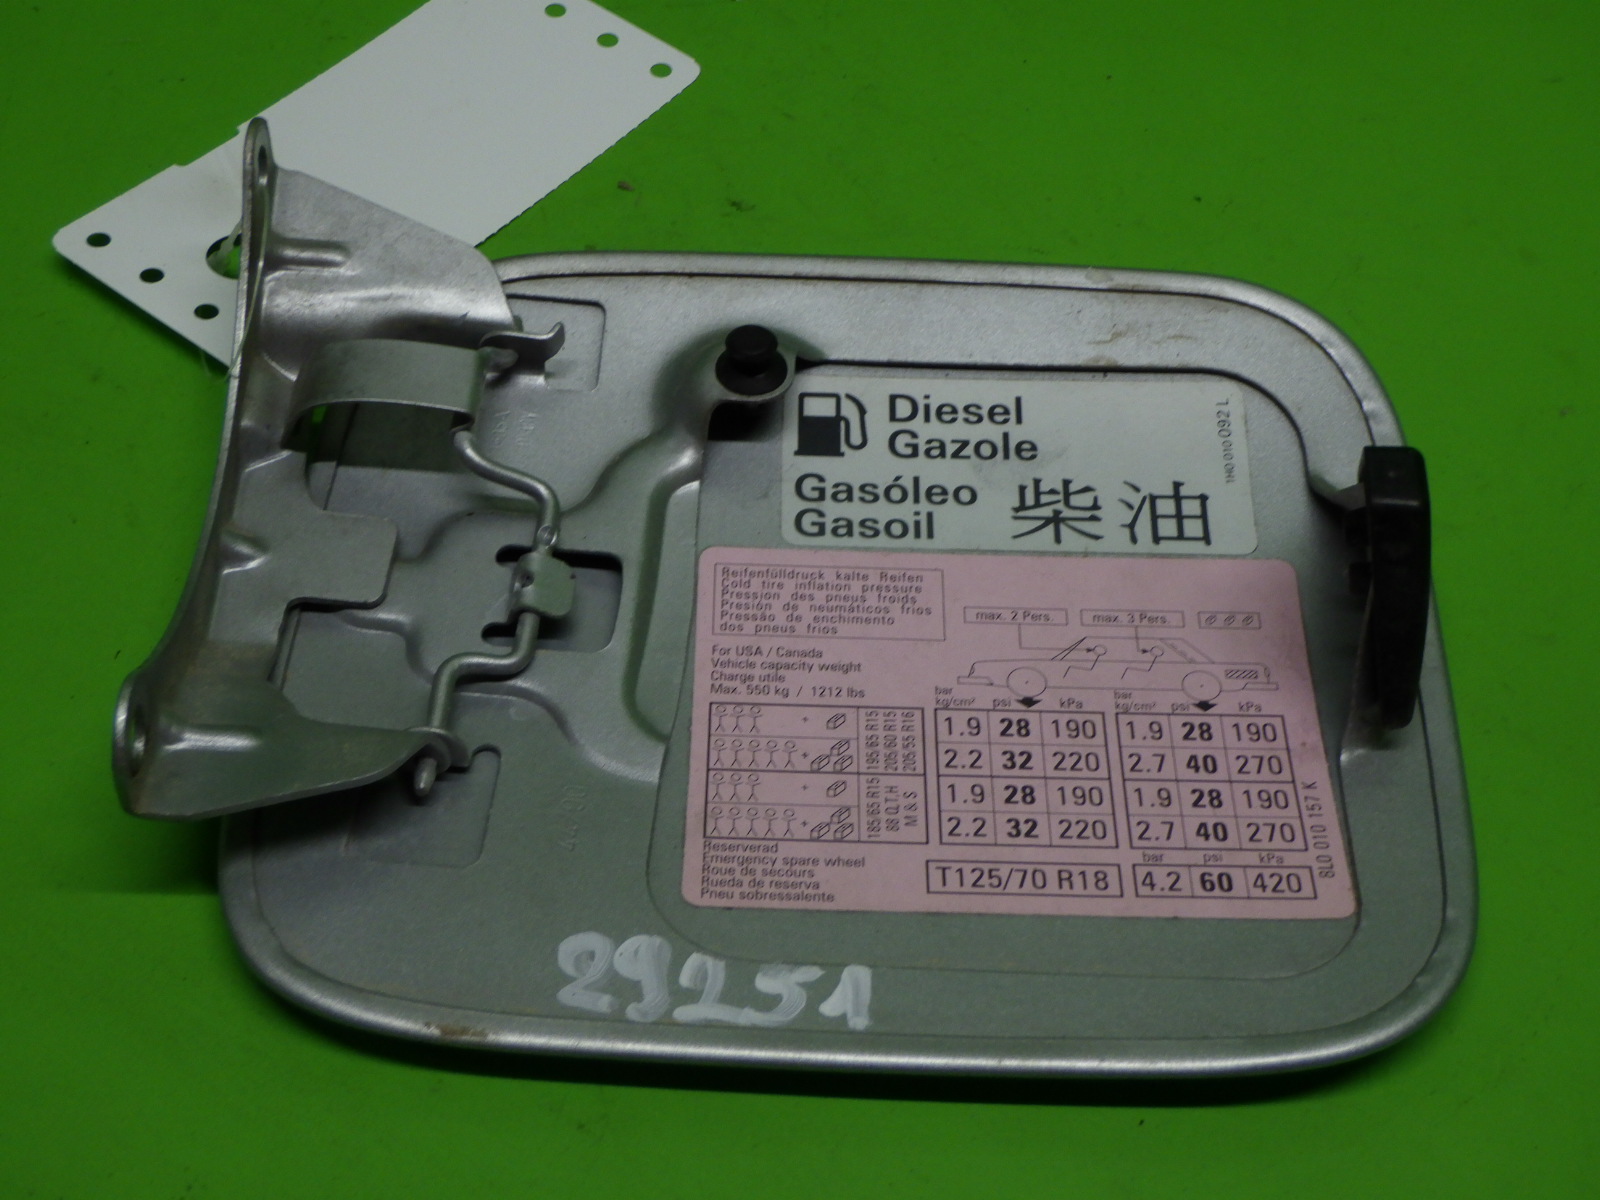 Diesel
Gazole
Gasóleo
Gasoil
柴油
Reifenfülldruck kalte Reifen
Cold tire inflation pressure
Pression des pneus froids
Presión de neumáticos frios
Pressão de enchimento
dos pneus frios
max. 2 Pers.
max. 3 Pers.
For USA / Canada
Vehicle capacity weight
Charge utile
Max. 550 kg / 1212 lbs
bar psi kPa bar psi kPa
kg/cm² kg/cm²
195/65 R15
205/60 R15
205/55 R16
1.9 28 190 1.9 28 190
2.2 32 220 2.7 40 270
185/65 R15
88 Q,T,H
M & S
1.9 28 190 1.9 28 190
2.2 32 220 2.7 40 270
8L0 010 157 K
Reserverad
Emergency spare wheel
Roue de secours
Rueda de reserva
Pneu sobressalente
bar psi kPa
T125/70 R18 4.2 60 420
29251